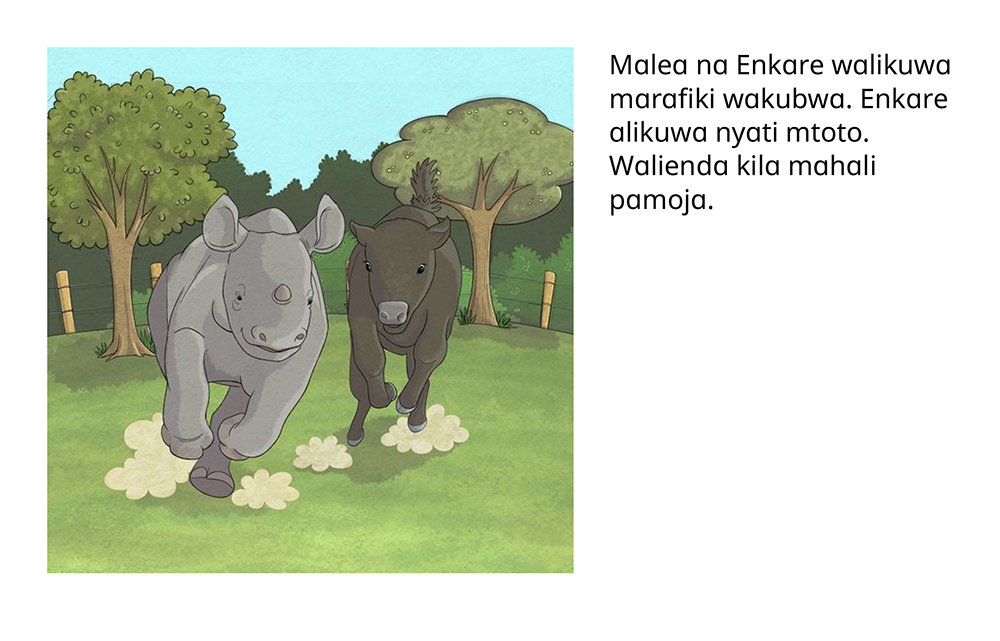 Malea na Enkare walikuwa
marafiki wakubwa. Enkare
alikuwa nyati mtoto.
Walienda kila mahali
pamoja.